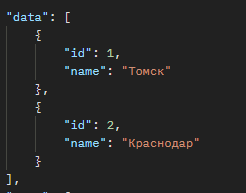 "data": [
{
"id": 1,
"name": "Томск"
},
{
"id": 2,
"name": "Краснодар"
}
],